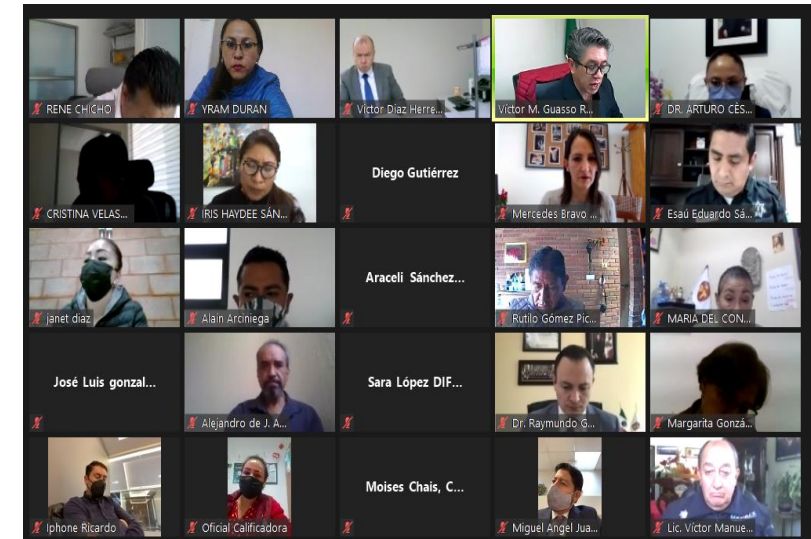 RENE CHICHO
YRAM DURAN
Victor Diaz Herre...
Víctor M. Guasso R...
DR. ARTURO CÉS...
CRISTINA VELAS...
IRIS HAYDEE SÁN...
Diego Gutiérrez
Mercedes Bravo ...
Esaú Eduardo Sá...
janet diaz
Alain Arciniega
Araceli Sánchez...
Rutilo Gómez Pic...
MARIA DEL CON...
José Luis gonzal...
Alejandro de J. A...
Sara López DIF...
Dr. Raymundo G...
Margarita Gonzá...
Iphone Ricardo
Oficial Calificadora
Moises Chais, C...
Miguel Angel Jua...
Lic. Víctor Manue...